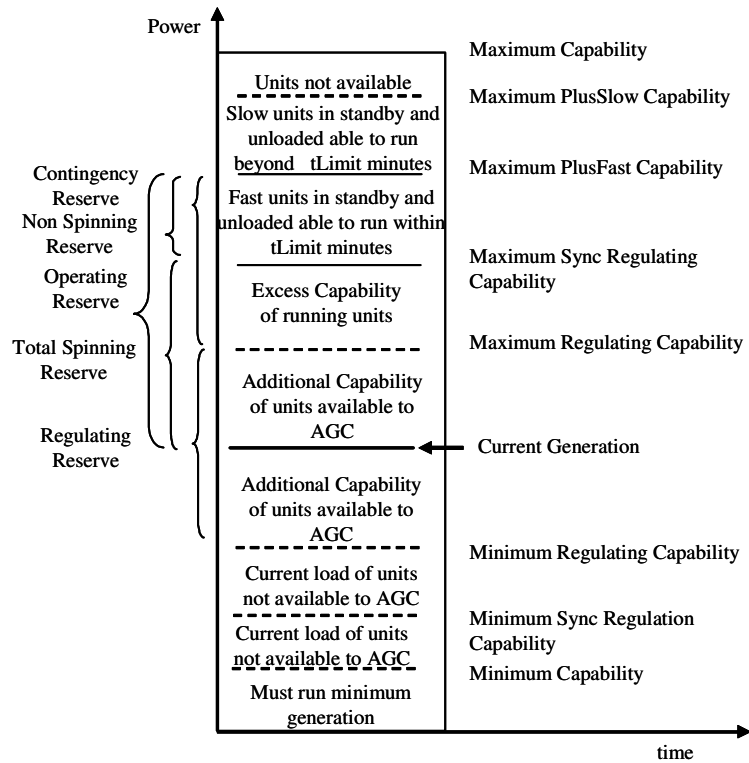 Power
Maximum Capability
Units not available
Maximum PlusSlow Capability
Slow units in standby and
unloaded able to run
beyond tLimit minutes
Maximum PlusFast Capability
Contingency
Reserve
Non Spinning
Reserve
Operating
Reserve
Total Spinning
Reserve
Regulating
Reserve
Fast units in standby and
unloaded able to run within
tLimit minutes
Maximum Sync Regulating
Capability
Excess Capability
of running units
Maximum Regulating Capability
Additional Capability
of units available to
AGC
Current Generation
Additional Capability
of units available to
AGC
Minimum Regulating Capability
Current load of units
not available to AGC
Minimum Sync Regulation
Capability
Current load of units
not available to AGC
Minimum Capability
Must run minimum
generation
time